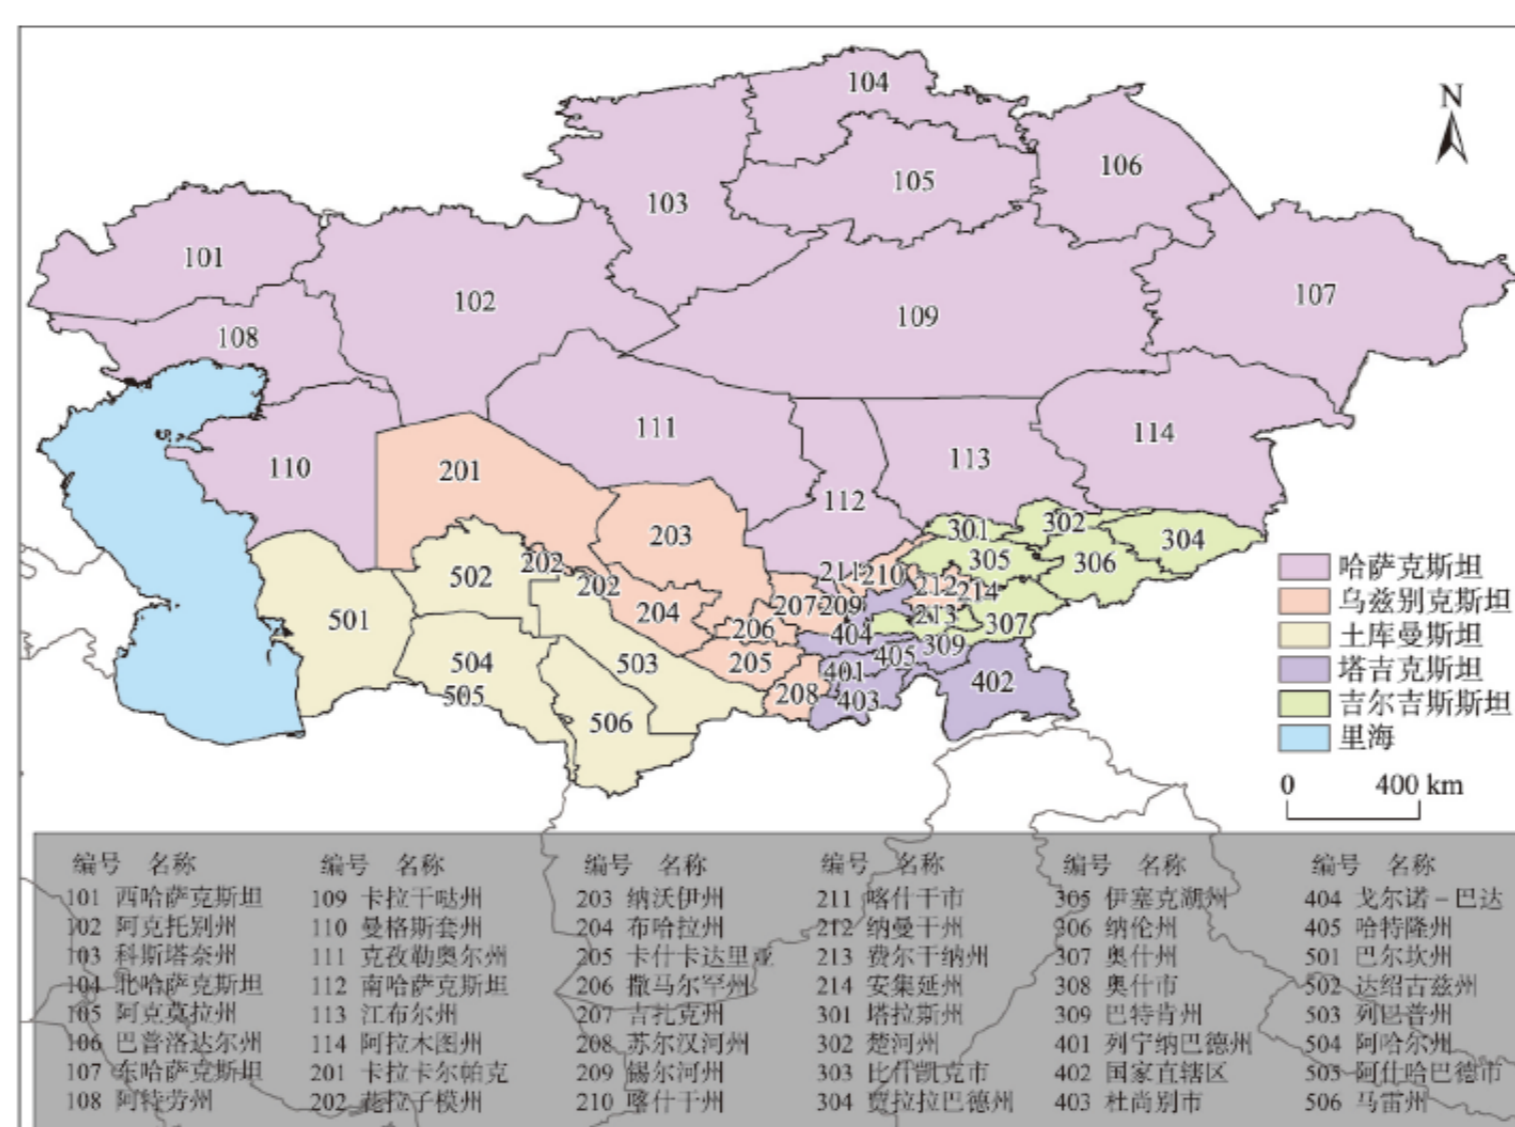 N
104
106
105
103
101
107
102
109
108
111
114
113
110
201
112
302
301
203
304
305
202
306
211
210
502
212
214
202
207
209
204
213
501
307
206
404
309
405
503
504
205
401
402
505
208
403
506
哈萨克斯坦
乌兹别克斯坦
土库曼斯坦
塔吉克斯坦
吉尔吉斯斯坦
里海
0 400 km
编号 名称 编号 名称 编号 名称 编号 名称 编号 名称 编号 名称
101 西哈萨克斯坦 109 卡拉干哒州 203 纳沃伊州 211 喀什干市 305 伊塞克湖州 404 戈尔诺－巴达
102 阿克托别州 110 曼格斯套州 204 布哈拉州 212 纳曼干州 306 纳伦州 405 哈特隆州
103 科斯塔奈州 111 克孜勒奥尔州 205 卡什卡达里亚 213 费尔干纳州 307 奥什州 501 巴尔坎州
104 北哈萨克斯坦 112 南哈萨克斯坦 206 撒马尔罕州 214 安集延州 308 奥什市 502 达绍古兹州
105 阿克莫拉州 113 江布尔州 207 吉扎克州 301 塔拉斯州 309 巴特肯州 503 列巴普州
106 巴普洛达尔州 114 阿拉木图州 208 苏尔汉河州 302 楚河州 401 列宁纳巴德州 504 阿哈尔州
107 东哈萨克斯坦 201 卡拉卡尔帕克 209 锡尔河州 303 比什凯克市 402 国家直辖区 505 阿什哈巴德市
108 阿特劳州 202 花拉子模州 210 喀什干州 304 贾拉拉巴德州 403 杜尚别市 506 马雷州